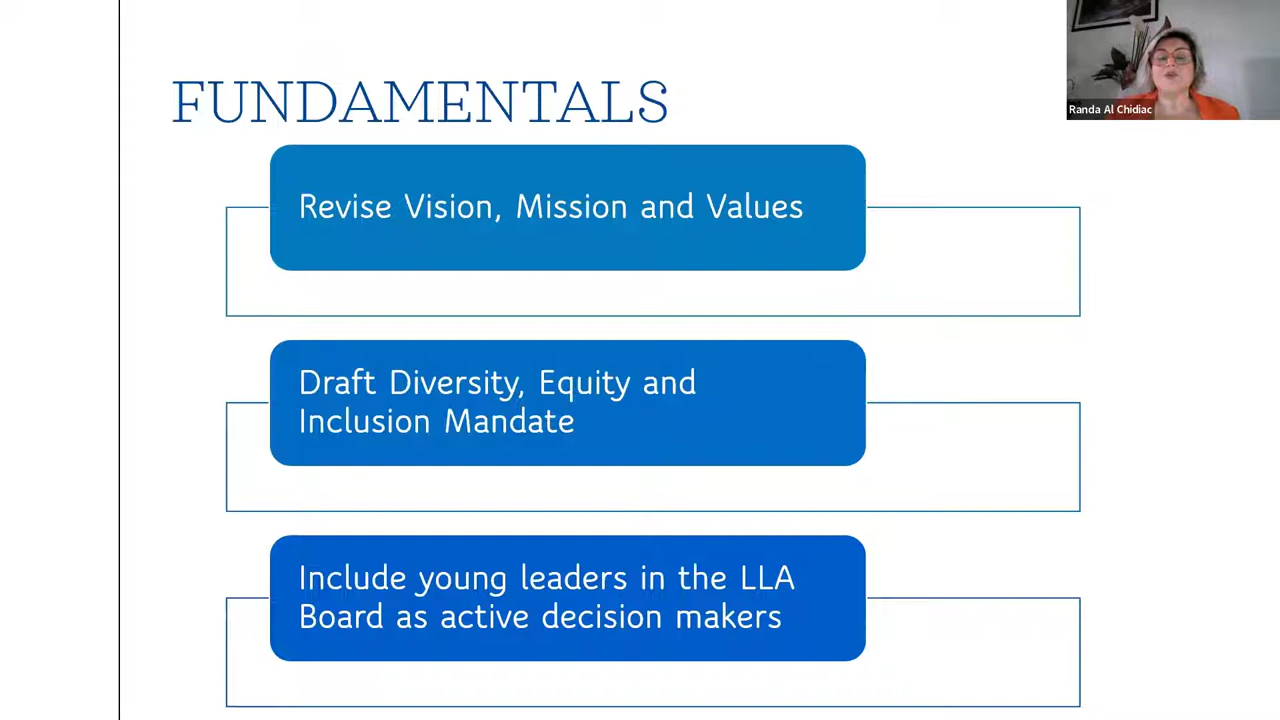 FUNDAMENTALS
Randa Al Chidiac
Revise Vision, Mission and Values
Draft Diversity, Equity and
Inclusion Mandate
Include young leaders in the LLA
Board as active decision makers